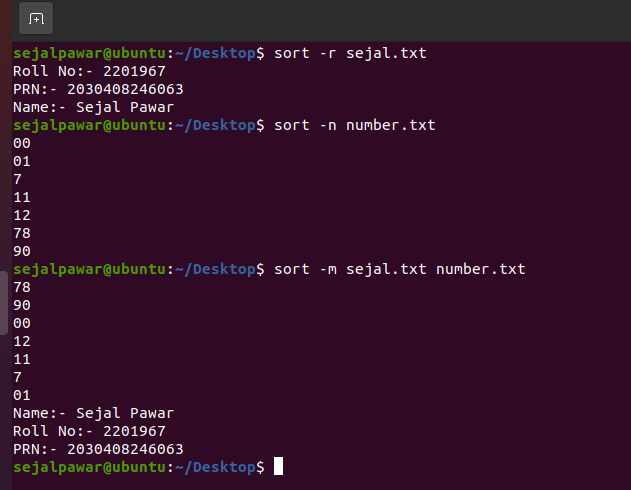 sejalpawar@ubuntu:~/Desktop$ sort -r sejal.txt
Roll No:- 2201967
PRN:- 2030408246063
Name:- Sejal Pawar
sejalpawar@ubuntu:~/Desktop$ sort -n number.txt
00
01
7
11
12
78
90
sejalpawar@ubuntu:~/Desktop$ sort -m sejal.txt number.txt
78
90
00
12
11
7
01
Name:- Sejal Pawar
Roll No:- 2201967
PRN:- 2030408246063
sejalpawar@ubuntu:~/Desktop$